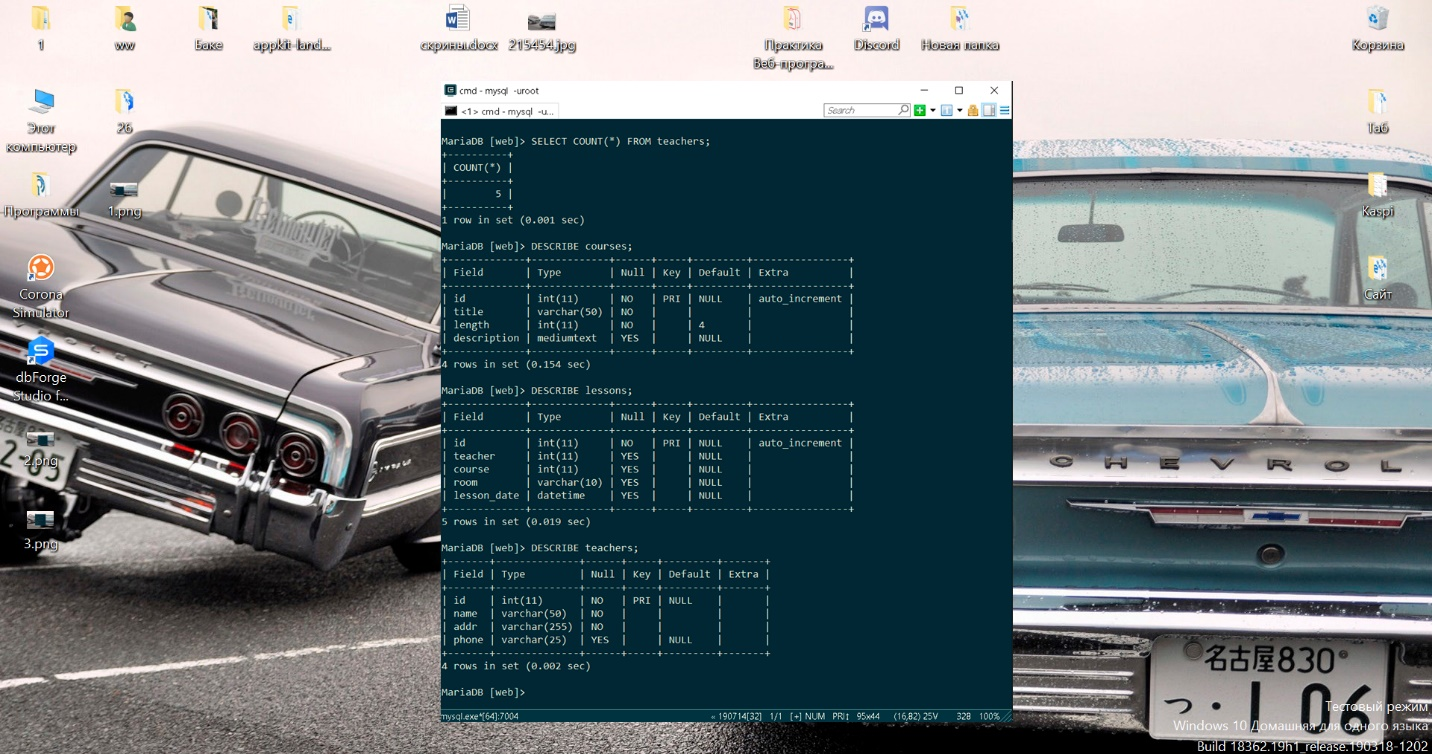 1
ww
Баке
appkit-land...
скрины.docx
215454.jpg
Практика
Веб-програ...
Discord
Новая папка
Корзина
Этот
компьютер
26
Таб
Программы
1.png
Kaspi
Corona
Simulator
Сайт
dbForge
Studio f...
2.png
3.png
cmd - mysql -uroot
<1> cmd - mysql -u...
Search
MariaDB [web]> SELECT COUNT(*) FROM teachers;
+----------+
| COUNT(*) |
+----------+
|        5 |
+----------+
1 row in set (0.001 sec)
MariaDB [web]> DESCRIBE courses;
+-------------+-------------+------+-----+---------+----------------+
| Field       | Type        | Null | Key | Default | Extra          |
+-------------+-------------+------+-----+---------+----------------+
| id          | int(11)     | NO   | PRI | NULL    | auto_increment |
| title       | varchar(50) | NO   |     |         |                |
| length      | int(11)     | NO   |     | 4       |                |
| description | mediumtext  | YES  |     | NULL    |                |
+-------------+-------------+------+-----+---------+----------------+
4 rows in set (0.154 sec)
MariaDB [web]> DESCRIBE lessons;
+-------------+-------------+------+-----+---------+----------------+
| Field       | Type        | Null | Key | Default | Extra          |
+-------------+-------------+------+-----+---------+----------------+
| id          | int(11)     | NO   | PRI | NULL    | auto_increment |
| teacher     | int(11)     | YES  |     | NULL    |                |
| course      | int(11)     | YES  |     | NULL    |                |
| room        | varchar(10) | YES  |     | NULL    |                |
| lesson_date | datetime    | YES  |     | NULL    |                |
+-------------+-------------+------+-----+---------+----------------+
5 rows in set (0.019 sec)
MariaDB [web]> DESCRIBE teachers;
+-------+--------------+------+-----+---------+-------+
| Field | Type         | Null | Key | Default | Extra |
+-------+--------------+------+-----+---------+-------+
| id    | int(11)      | NO   | PRI | NULL    |       |
| name  | varchar(50)  | NO   |     |         |       |
| addr  | varchar(255) | NO   |     |         |       |
| phone | varchar(25)  | YES  |     | NULL    |       |
+-------+--------------+------+-----+---------+-------+
4 rows in set (0.002 sec)
MariaDB [web]>
mysql.exe*[64]:7004
« 190714[32] 1/1 [+] NUM PRI↕ 95x44 (16,82) 25V 328 100%
CHEVROL
名古屋830
つ・106
Тестовый режим
Windows 10 Домашняя для одного языка
Build 18362.19h1_release.190318-1202